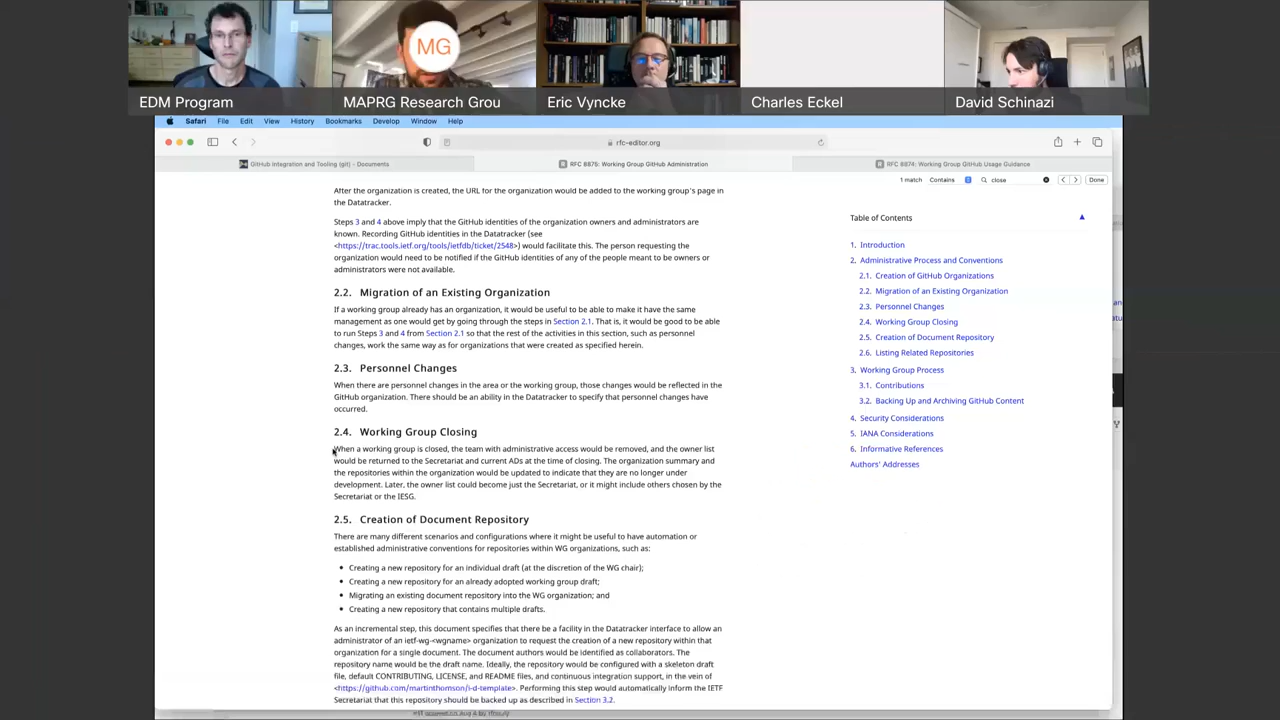 MG
EDM Program
MAPRG Research Grou
Eric Vyncke
Charles Eckel
David Schinazi
Safari File Edit View History Bookmarks Develop Window Help
rfc-editor.org
GitHub Integration and Tooling (git) - Documents
RFC 8875: Working Group GitHub Administration
RFC 8874: Working Group GitHub Usage Guidance
1 match Contains close Done
After the organization is created, the URL for the organization would be added to the working group's page in
the Datatracker.
Steps 3 and 4 above imply that the GitHub identities of the organization owners and administrators are
known. Recording GitHub identities in the Datatracker (see
<https://trac.tools.ietf.org/tools/ietfdb/ticket/2548>) would facilitate this. The person requesting the
organization would need to be notified if the GitHub identities of any of the people meant to be owners or
administrators were not available.
2.2. Migration of an Existing Organization
If a working group already has an organization, it would be useful to be able to make it have the same
management as one would get by going through the steps in Section 2.1. That is, it would be good to be able
to run Steps 3 and 4 from Section 2.1 so that the rest of the activities in this section, such as personnel
changes, work the same way as for organizations that were created as specified herein.
2.3. Personnel Changes
When there are personnel changes in the area or the working group, those changes would be reflected in the
GitHub organization. There should be an ability in the Datatracker to specify that personnel changes have
occurred.
2.4. Working Group Closing
When a working group is closed, the team with administrative access would be removed, and the owner list
would be returned to the Secretariat and current ADs at the time of closing. The organization summary and
the repositories within the organization would be updated to indicate that they are no longer under
development. Later, the owner list could become just the Secretariat, or it might include others chosen by the
Secretariat or the IESG.
2.5. Creation of Document Repository
There are many different scenarios and configurations where it might be useful to have automation or
established administrative conventions for repositories within WG organizations, such as:
• Creating a new repository for an individual draft (at the discretion of the WG chair);
• Creating a new repository for an already adopted working group draft;
• Migrating an existing document repository into the WG organization; and
• Creating a new repository that contains multiple drafts.
As an incremental step, this document specifies that there be a facility in the Datatracker interface to allow an
administrator of an ietf-wg-<wgname> organization to request the creation of a new repository within that
organization for a single document. The document authors would be identified as collaborators. The
repository name would be the draft name. Ideally, the repository would be configured with a skeleton draft
file, default CONTRIBUTING, LICENSE, and README files, and continuous integration support, in the vein of
<https://github.com/martinthomson/i-d-template>. Performing this step would automatically inform the IETF
Secretariat that this repository should be backed up as described in Section 3.2.
Table of Contents
1. Introduction
2. Administrative Process and Conventions
2.1. Creation of GitHub Organizations
2.2. Migration of an Existing Organization
2.3. Personnel Changes
2.4. Working Group Closing
2.5. Creation of Document Repository
2.6. Listing Related Repositories
3. Working Group Process
3.1. Contributions
3.2. Backing Up and Archiving GitHub Content
4. Security Considerations
5. IANA Considerations
6. Informative References
Authors' Addresses